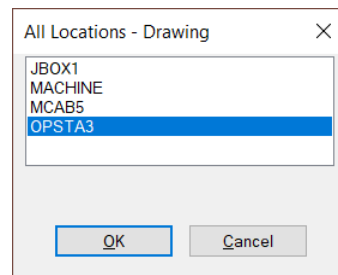 All Locations - Drawing
JBOX1
MACHINE
MCAB5
OPSTA3
OK
Cancel